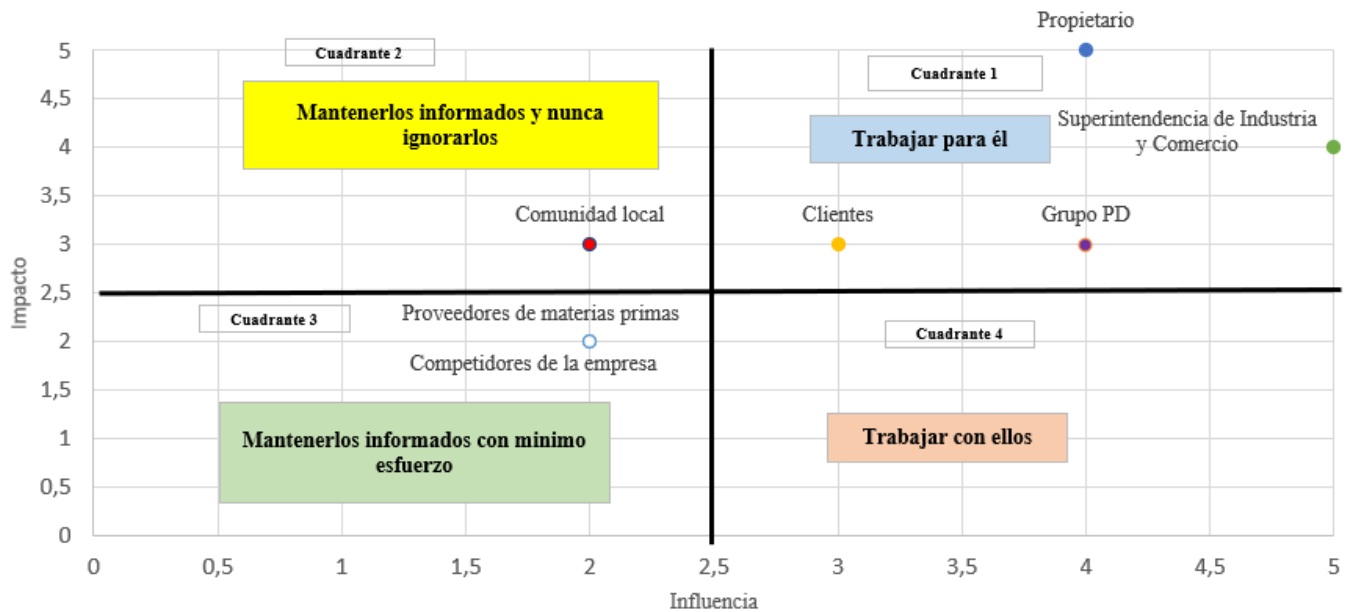 Propietario
5
Cuadrante 2
Cuadrante 1
4,5
Mantenerlos informados y nunca
ignorarlos
Trabajar para él
Superintendencia de Industria
y Comercio
4
3,5
Comunidad local
Clientes
Grupo PD
3
Impacto
2,5
Cuadrante 3
Proveedores de materias primas
Cuadrante 4
2
Competidores de la empresa
1,5
Mantenerlos informados con minimo
esfuerzo
Trabajar con ellos
1
0,5
0
0 0,5 1 1,5 2 2,5 3 3,5 4 4,5 5
Influencia